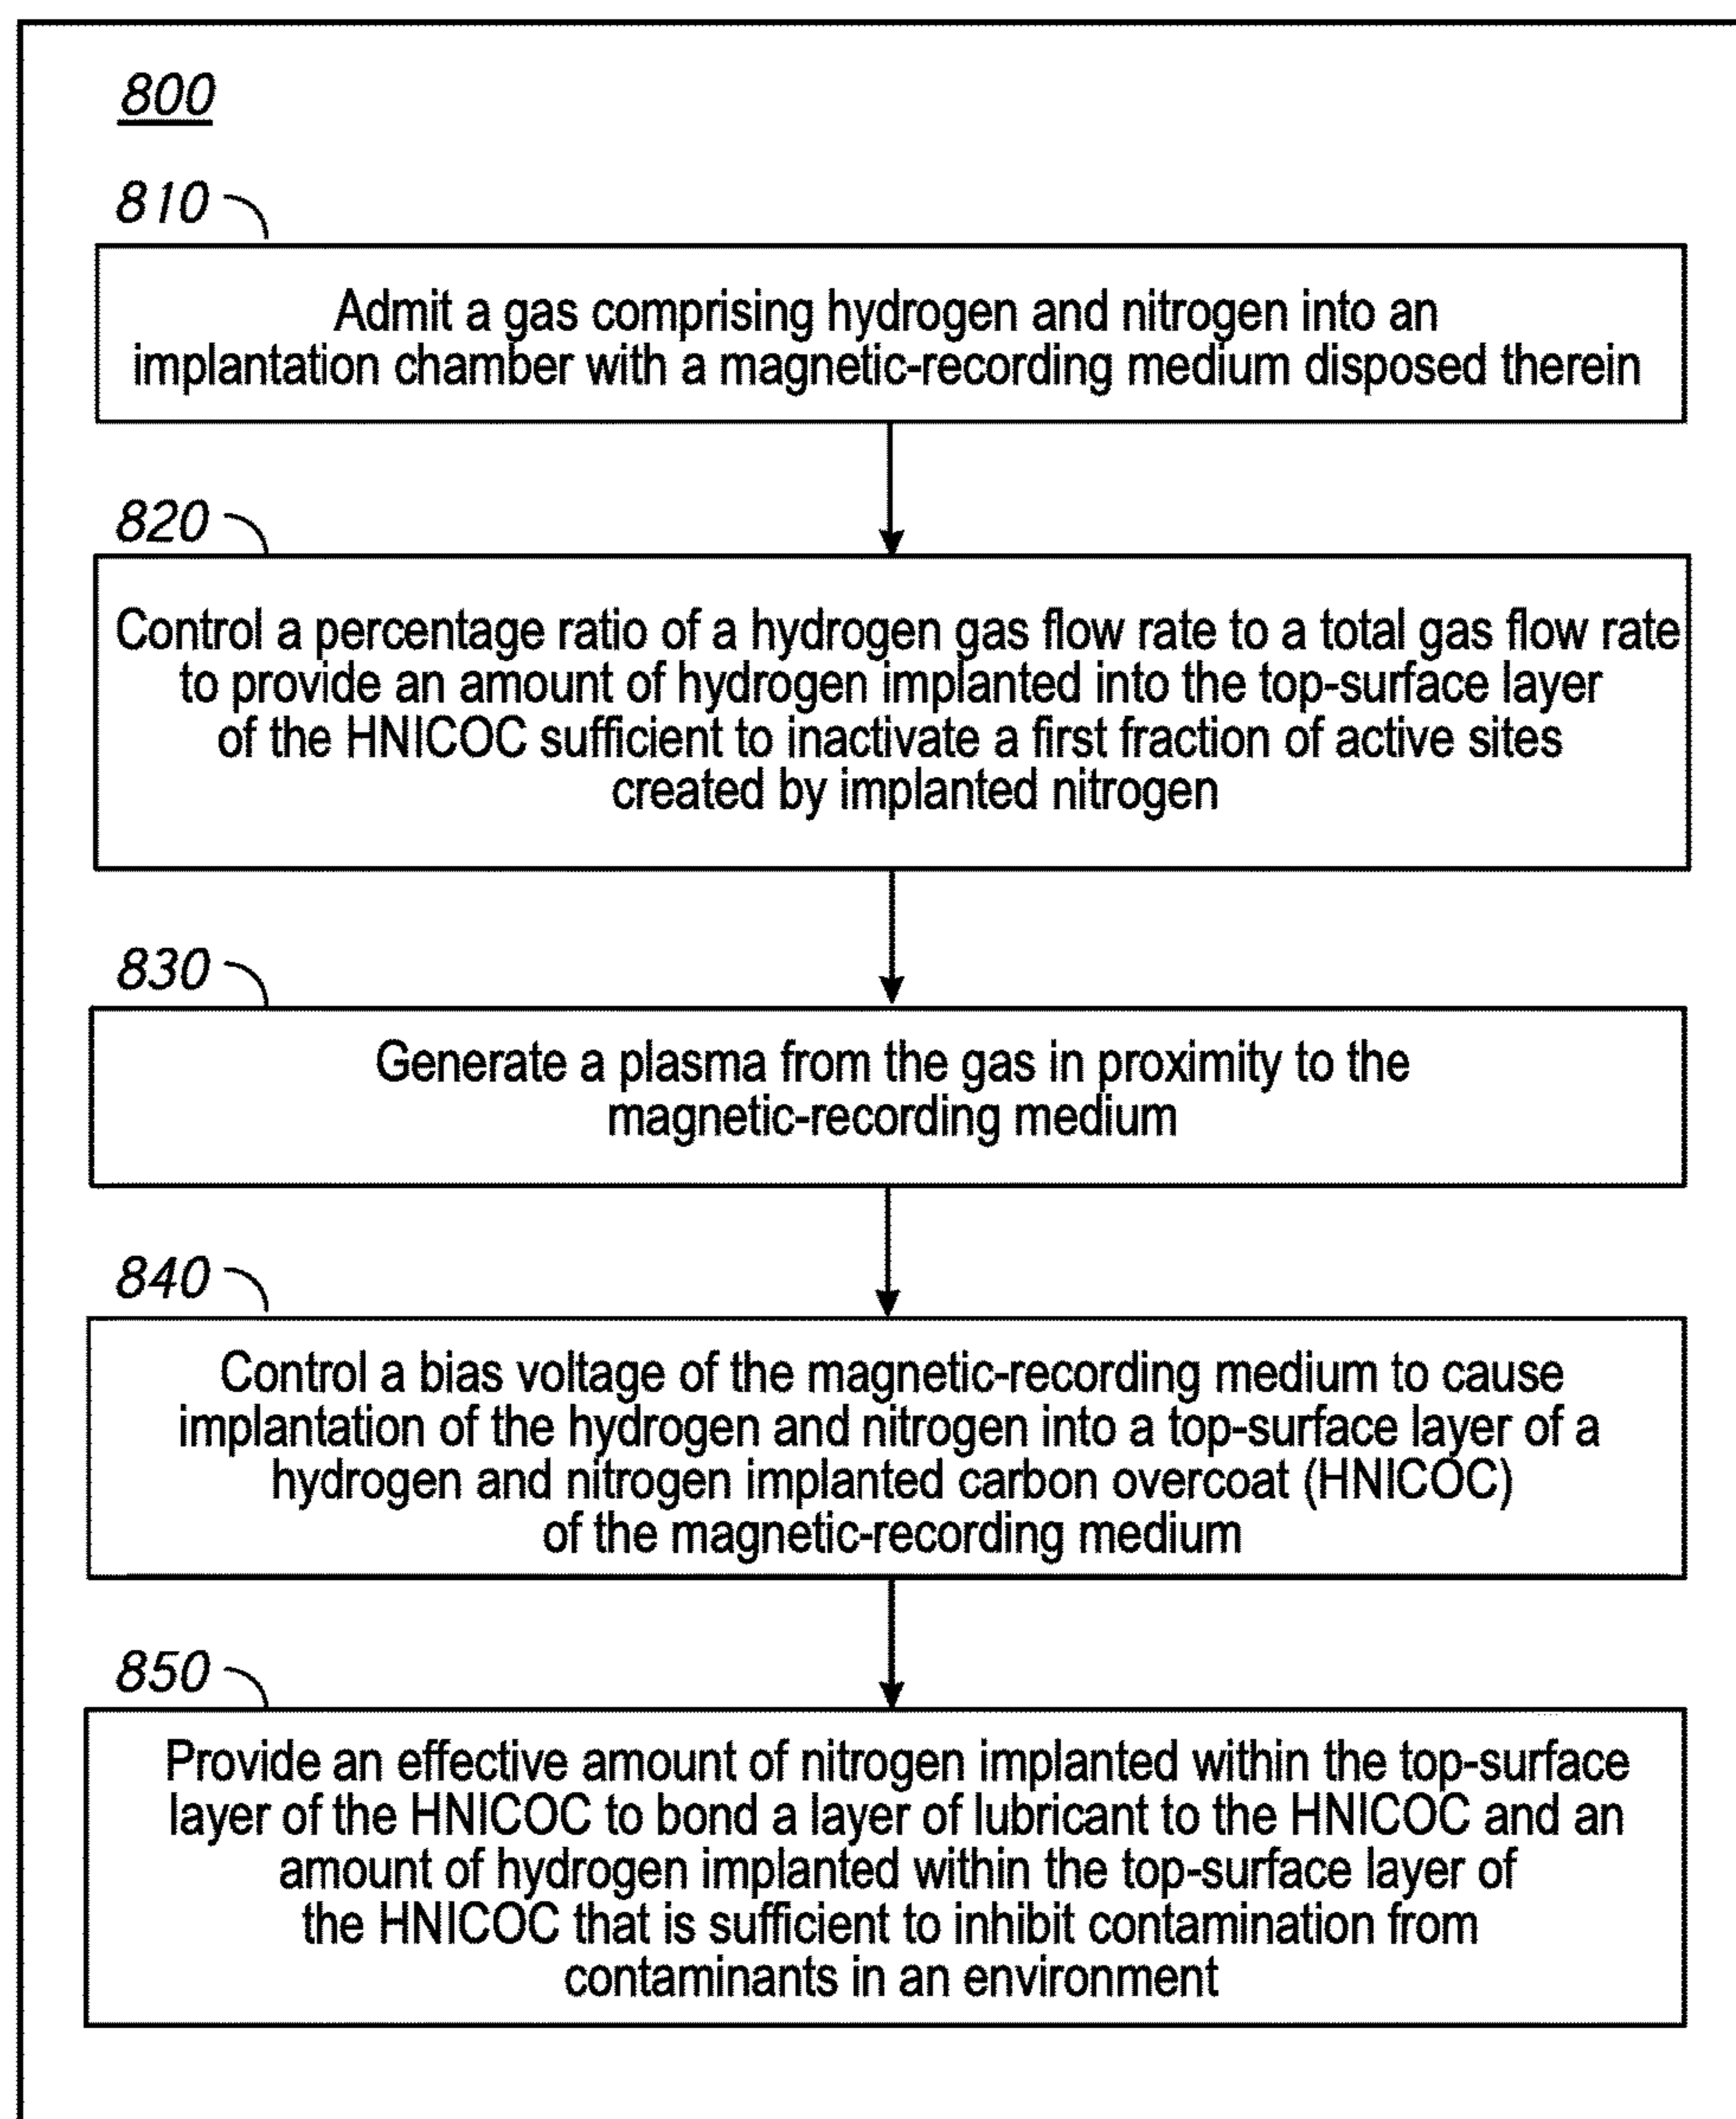 800
810
Admit a gas comprising hydrogen and nitrogen into an
implantation chamber with a magnetic-recording medium disposed therein
820
Control a percentage ratio of a hydrogen gas flow rate to a total gas flow rate
to provide an amount of hydrogen implanted into the top-surface layer
of the HNICOC sufficient to inactivate a first fraction of active sites
created by implanted nitrogen
830
Generate a plasma from the gas in proximity to the
magnetic-recording medium
840
Control a bias voltage of the magnetic-recording medium to cause
implantation of the hydrogen and nitrogen into a top-surface layer of a
hydrogen and nitrogen implanted carbon overcoat (HNICOC)
of the magnetic-recording medium
850
Provide an effective amount of nitrogen implanted within the top-surface
layer of the HNICOC to bond a layer of lubricant to the HNICOC and an
amount of hydrogen implanted within the top-surface layer of
the HNICOC that is sufficient to inhibit contamination from
contaminants in an environment